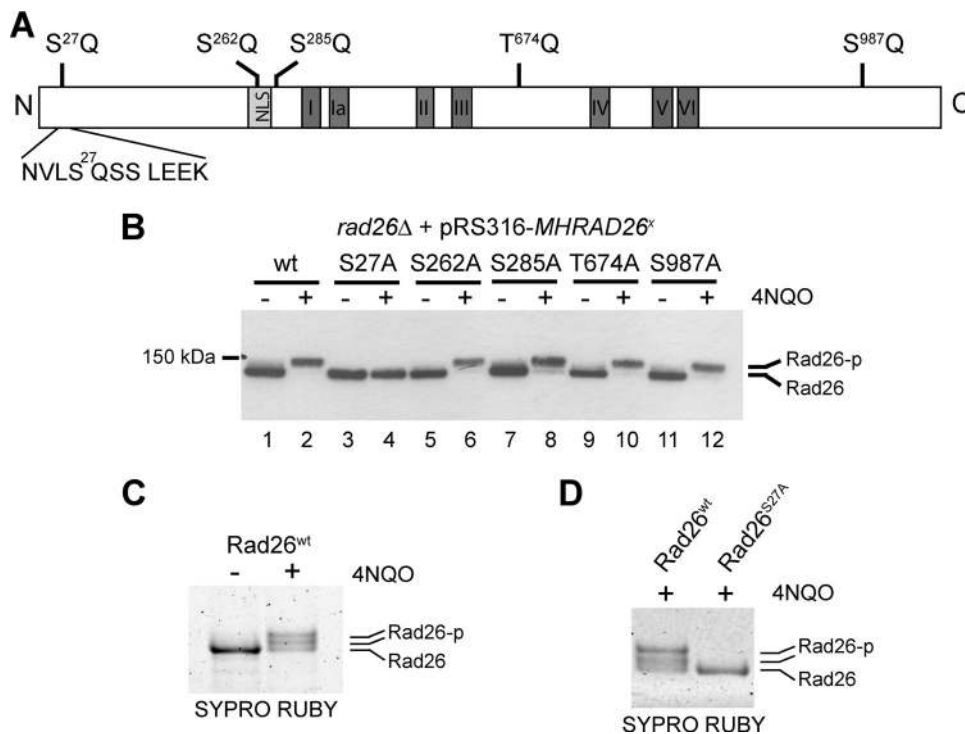 A
S²⁷Q S²⁶²Q S²⁸⁵Q T⁶⁷⁴Q S⁹⁸⁷Q
N NLS I Ia II III IV V VI C
NVLS²⁷QSS LEEK
B
rad26Δ + pRS316-MHRAD26ˣ
wt S27A S262A S285A T674A S987A
- + - + - + - + - + - + 4NQO
150 kDa
Rad26-p
Rad26
1 2 3 4 5 6 7 8 9 10 11 12
C
Rad26ʷᵗ
- + 4NQO
Rad26-p
Rad26
SYPRO RUBY
D
Rad26ʷᵗ Rad26ˢ²⁷ᴬ
+ + 4NQO
Rad26-p
Rad26
SYPRO RUBY